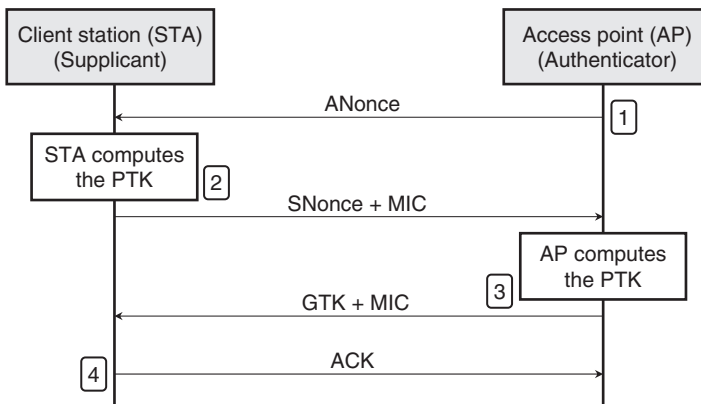 Client station (STA)
(Supplicant)
Access point (AP)
(Authenticator)
ANonce
1
STA computes
the PTK
2
SNonce + MIC
AP computes
the PTK
3
GTK + MIC
4
ACK